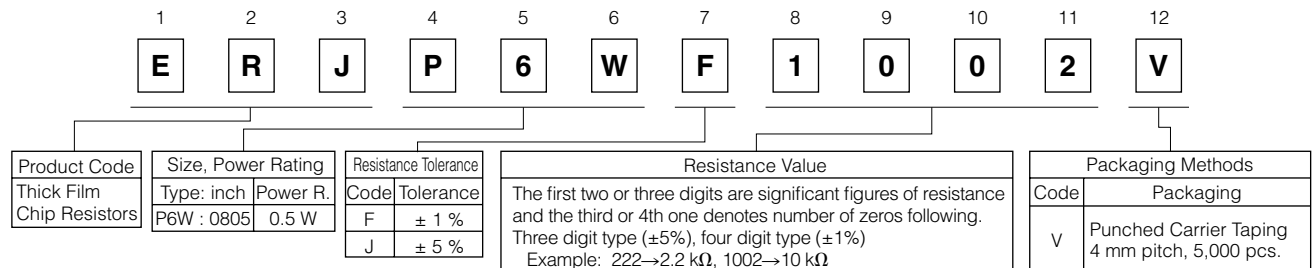 1 2 3 4 5 6 7 8 9 10 11 12
E R J P 6 W F 1 0 0 2 V
Product Code
Thick Film
Chip Resistors
Size, Power Rating
Type: inch Power R.
P6W : 0805 0.5 W
Resistance Tolerance
Code Tolerance
F ± 1 %
J ± 5 %
Resistance Value
The first two or three digits are significant figures of resistance
and the third or 4th one denotes number of zeros following.
Three digit type (±5%), four digit type (±1%)
Example: 222→2.2 kΩ, 1002→10 kΩ
Packaging Methods
Code Packaging
V Punched Carrier Taping
4 mm pitch, 5,000 pcs.